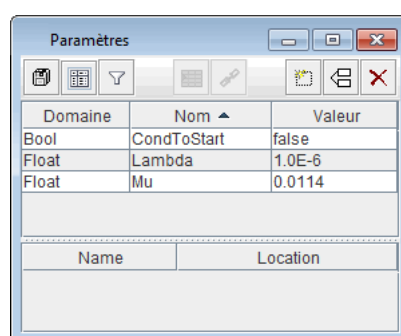 Paramètres
Domaine Nom Valeur
Bool CondToStart false
Float Lambda 1.0E-6
Float Mu 0.0114
Name Location